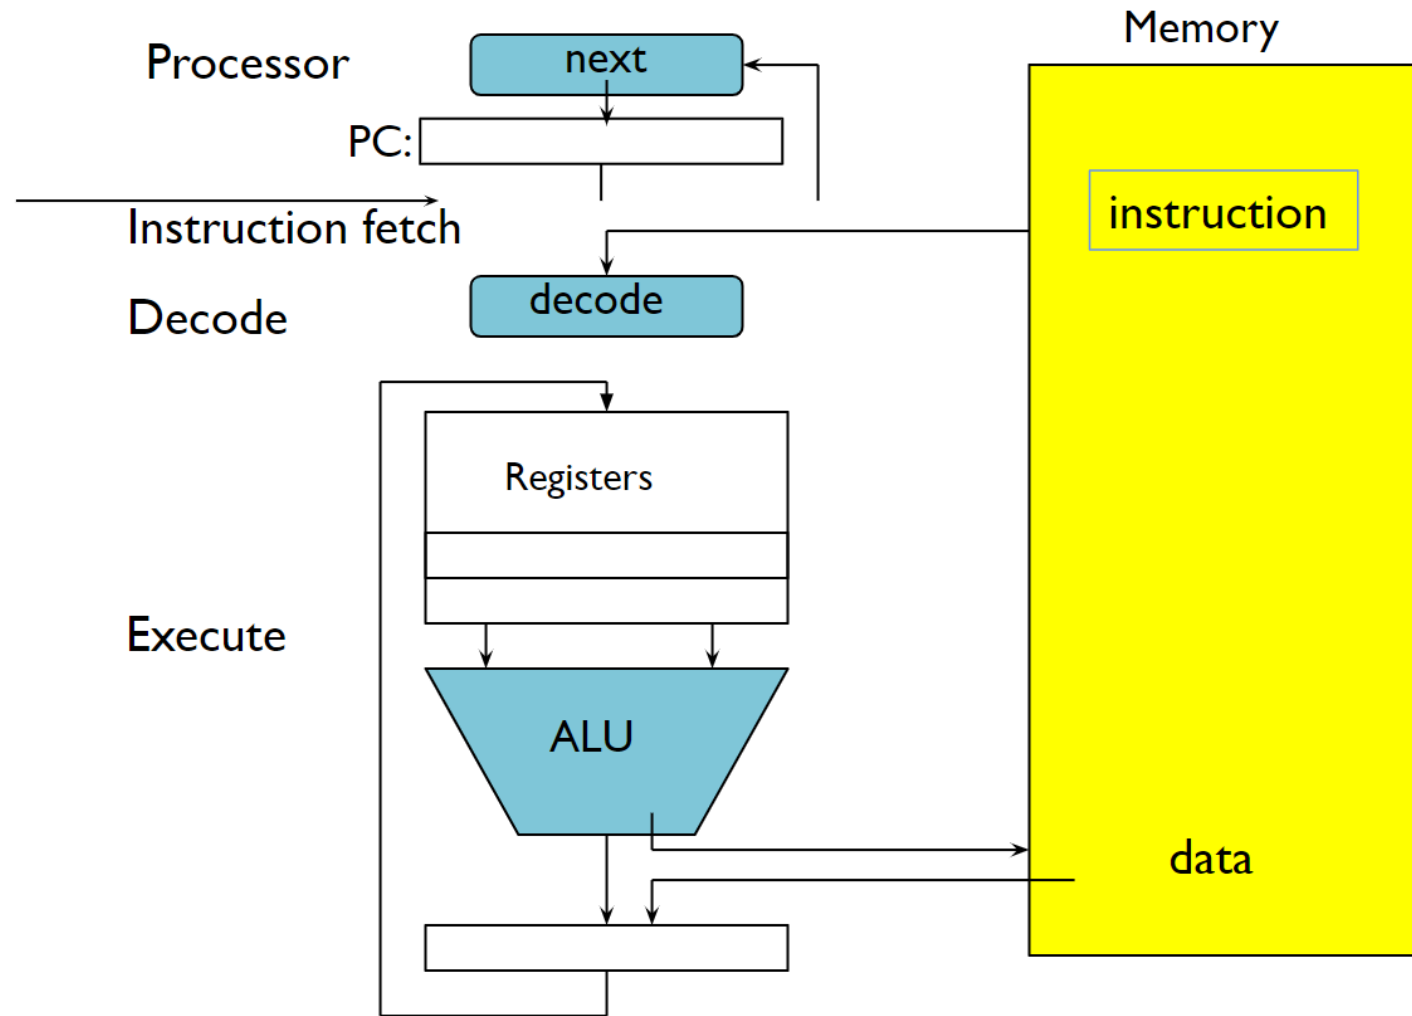 Memory
Processor
next
PC:
instruction
Instruction fetch
decode
Decode
Registers
Execute
ALU
data